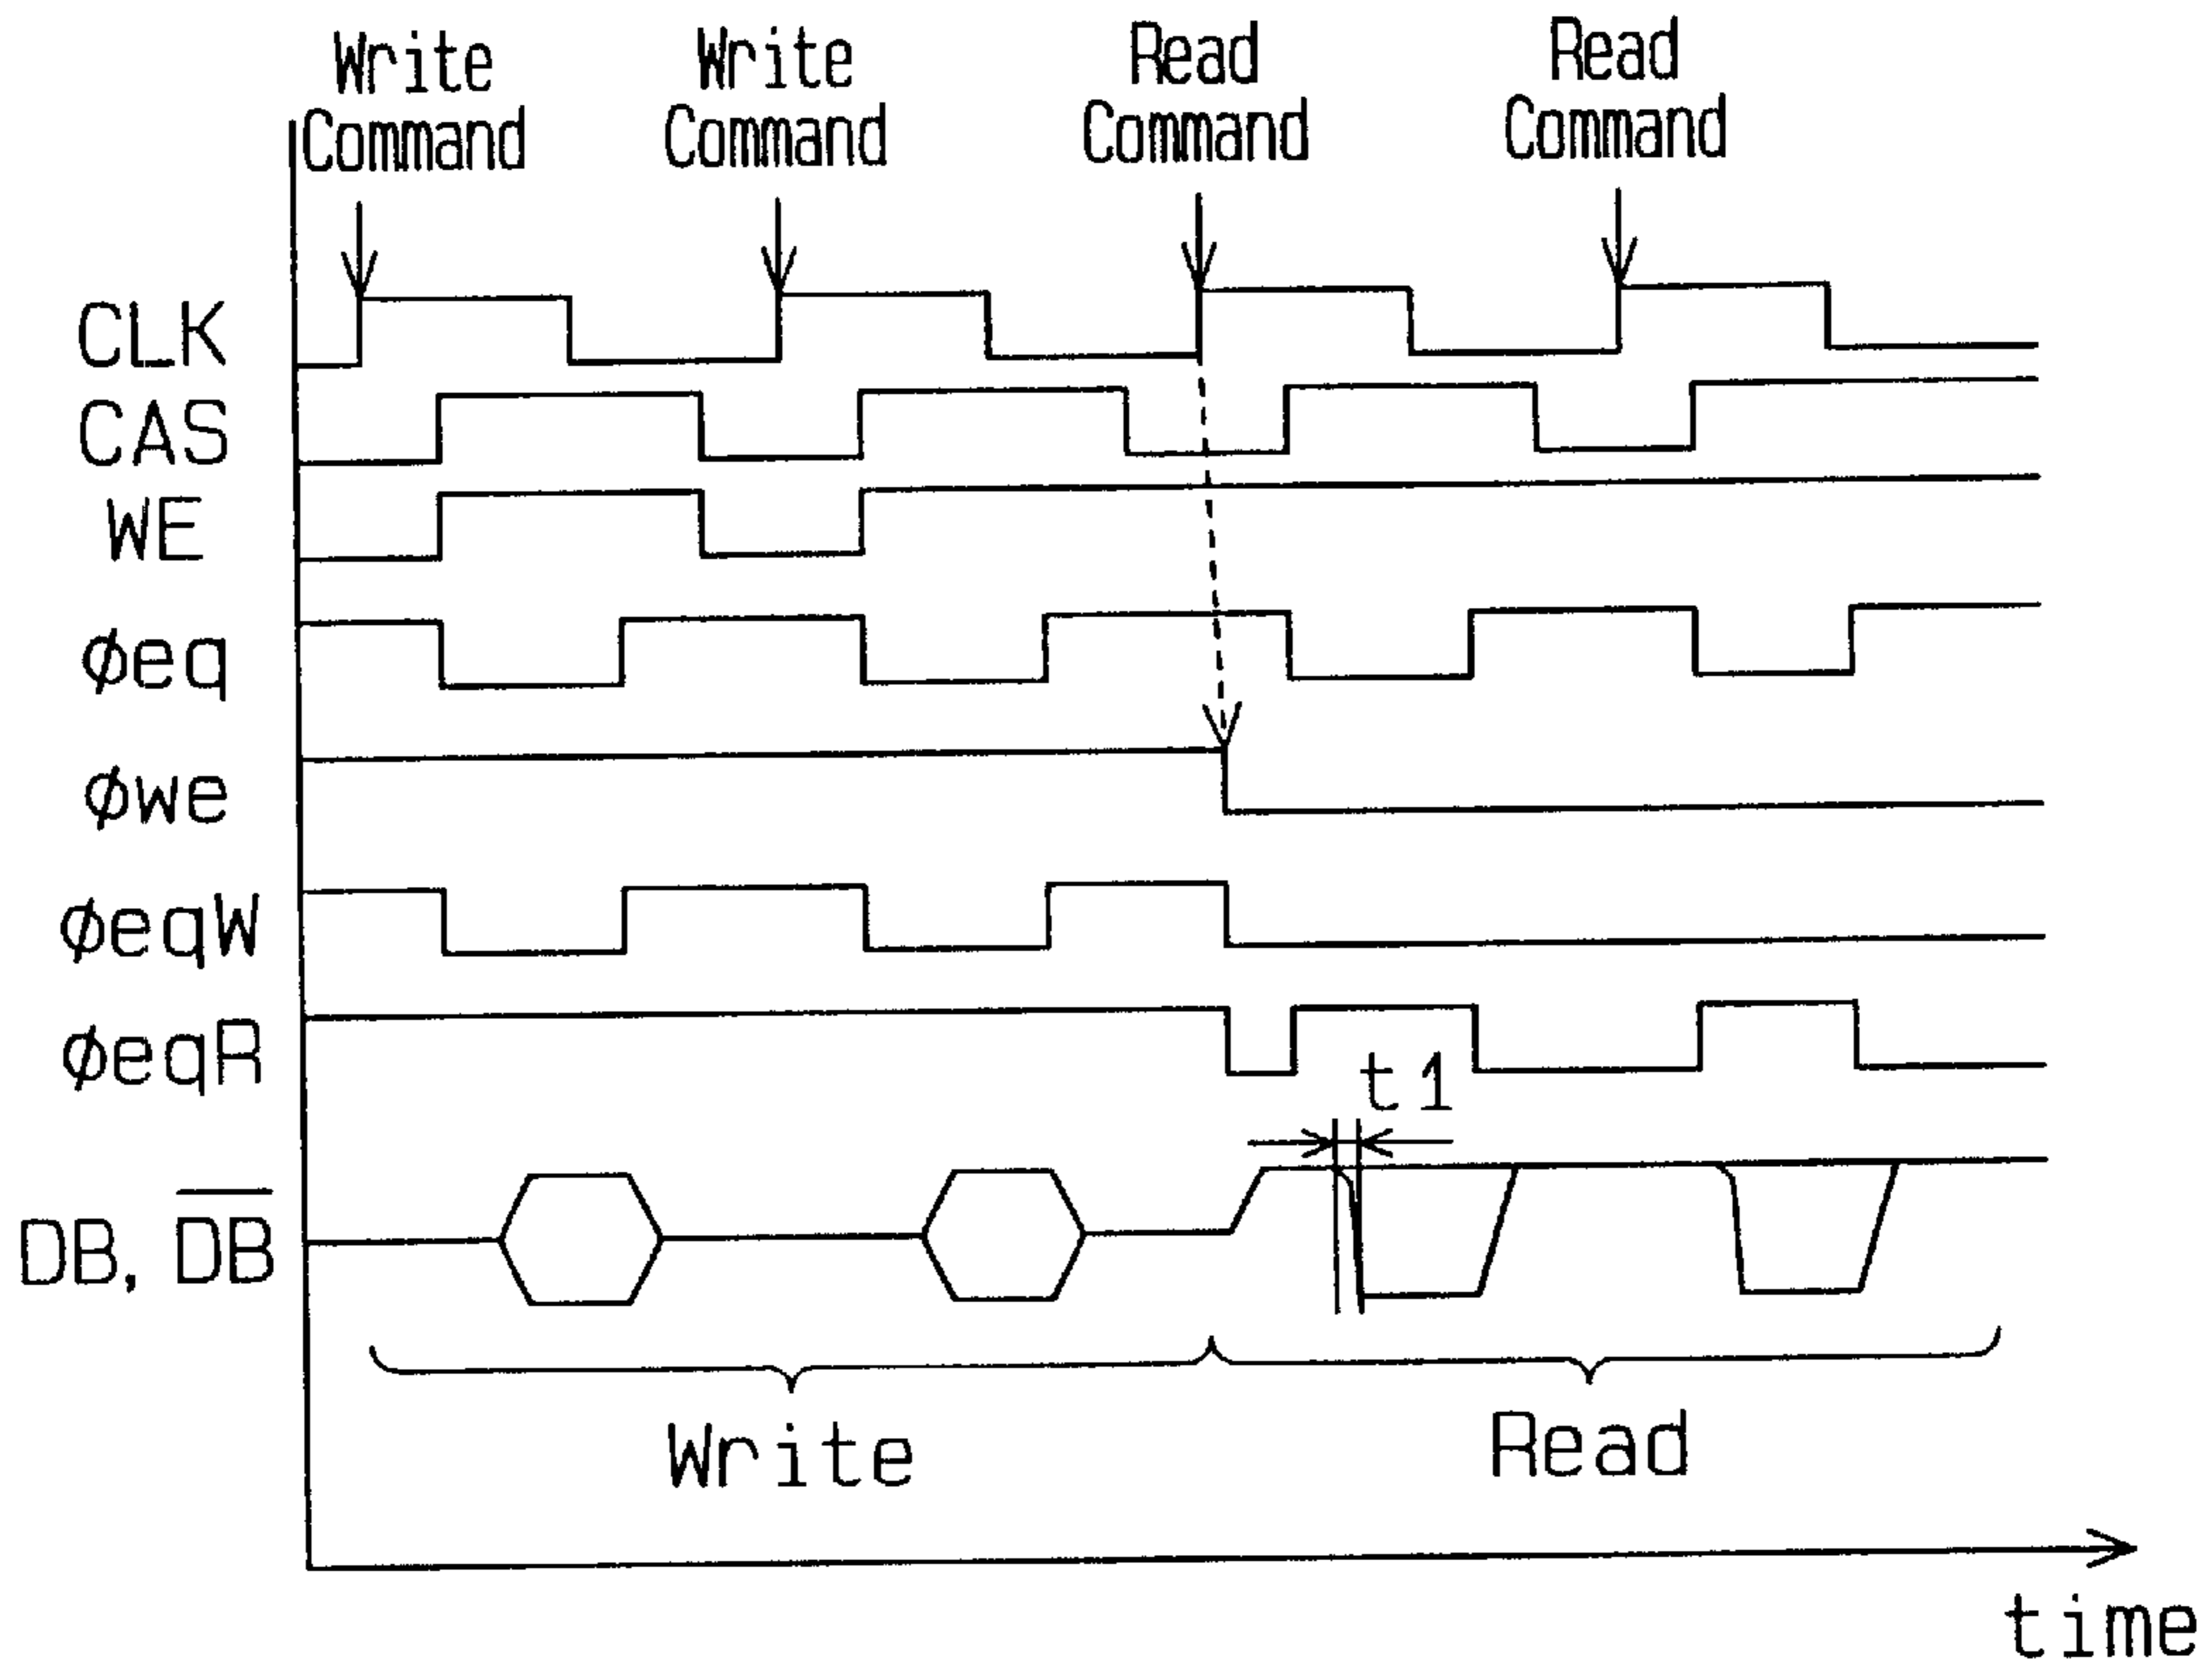 Write
Command
Write
Command
Read
Command
Read
Command
CLK
CAS
WE
φeq
φwe
φeqW
φeqR
t1
DB, D̅B̅
Write
Read
time